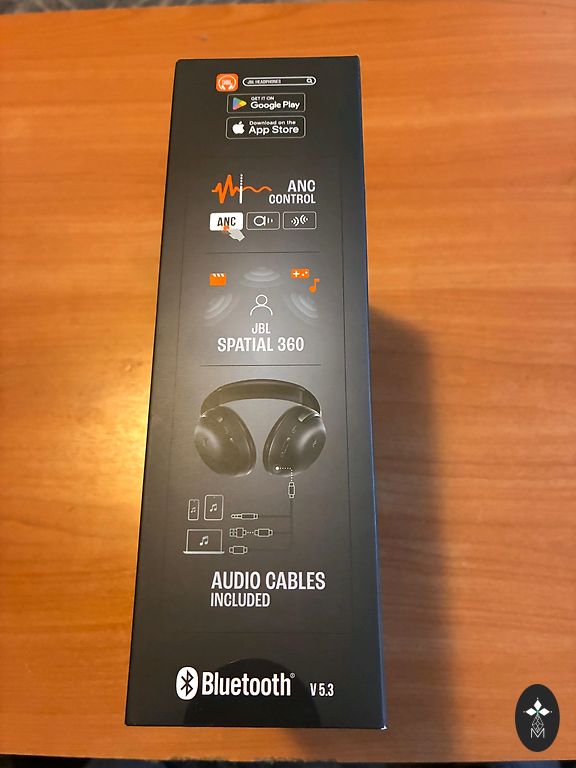 JBL HEADPHONES
GET IT ON
Google Play
Download on the
App Store
ANC
CONTROL
ANC
JBL
SPATIAL 360
AUDIO CABLES
INCLUDED
Bluetooth®
V 5.3
M